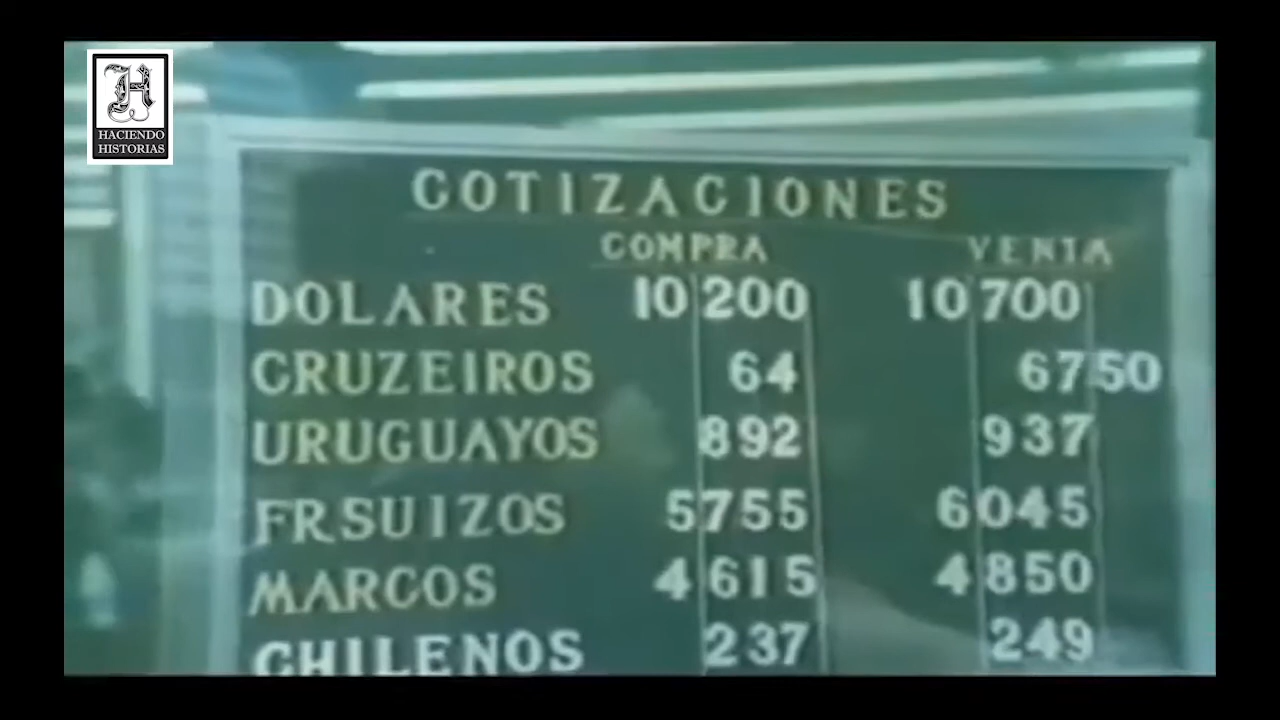 HACIENDO
HISTORIAS
COTIZACIONES
COMPRA VENTA
DOLARES 10200 10700
CRUZEIROS 64 6750
URUGUAYOS 892 937
FR SUIZOS 5755 6045
MARCOS 4615 4850
CHILENOS 237 249